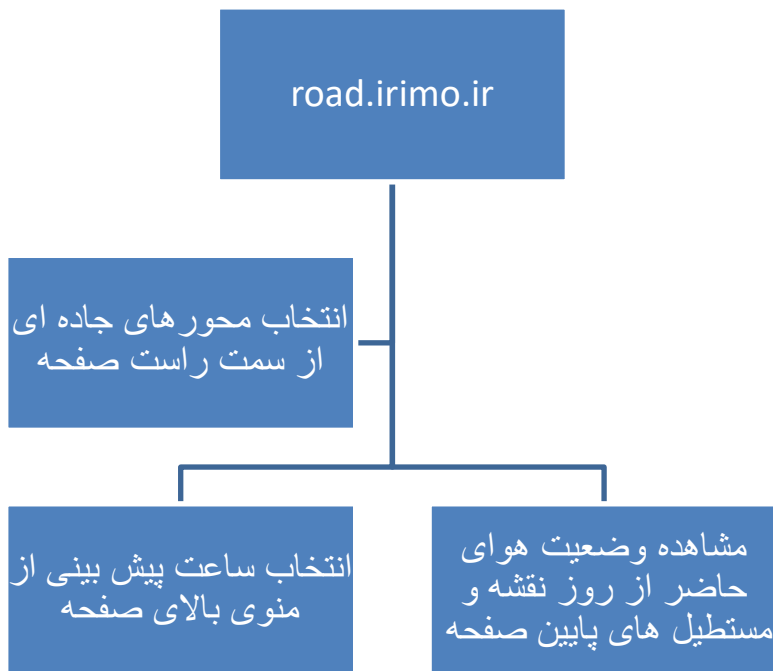 road.irimo.ir
انتخاب محورهای جاده ای
از سمت راست صفحه
مشاهده وضعیت هوای
حاضر از روز نقشه و
مستطیل های پایین صفحه
انتخاب ساعت پیش بینی از
منوی بالای صفحه